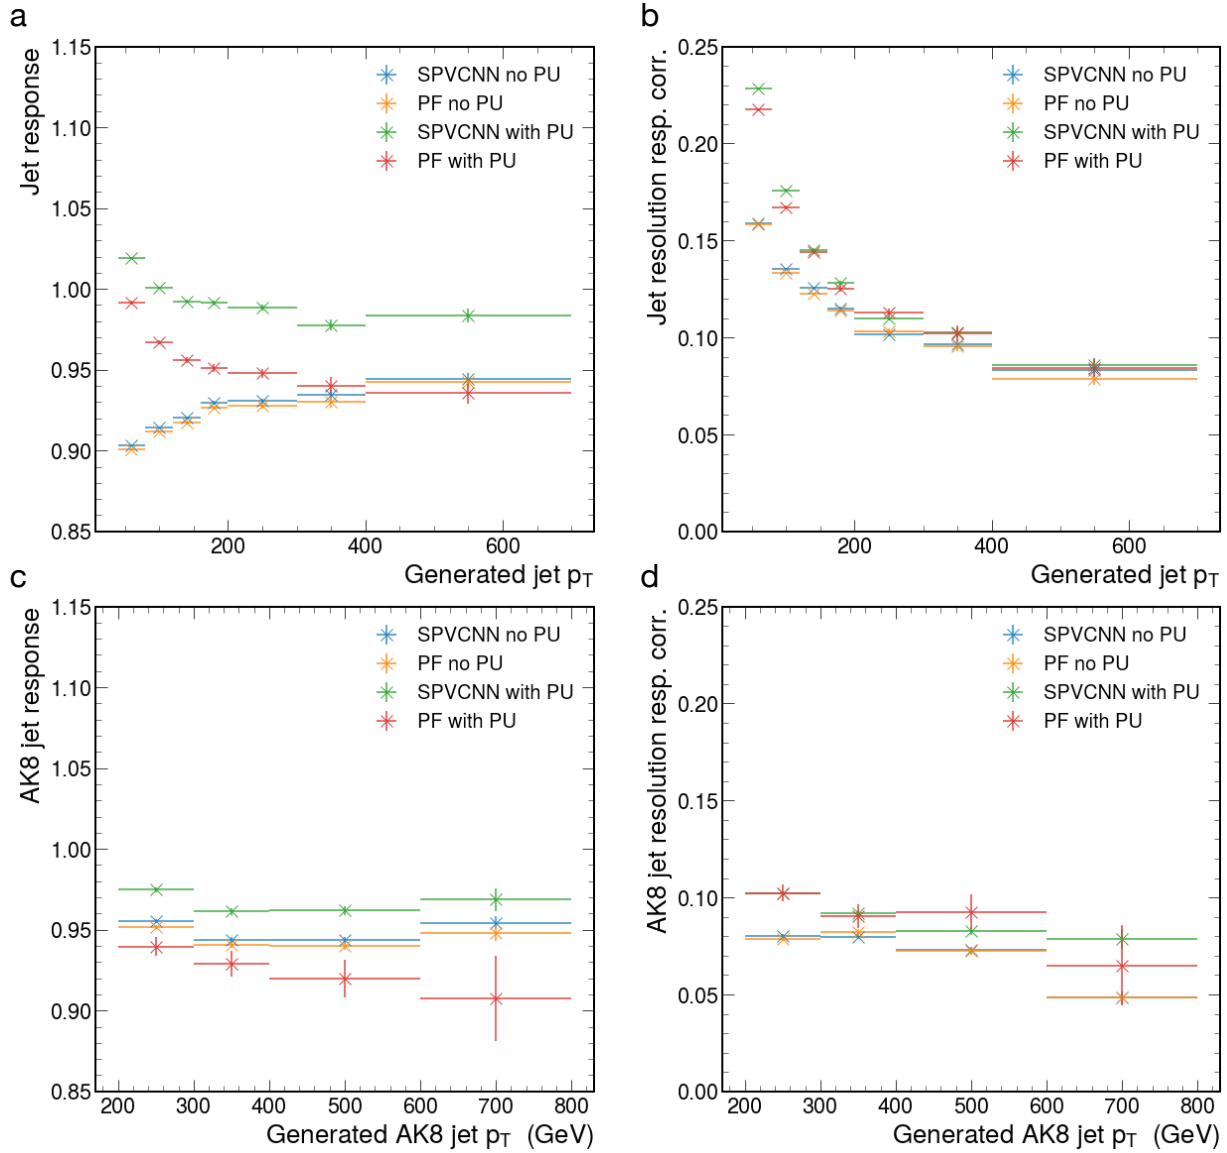 a
Jet response
1.15
1.10
1.05
1.00
0.95
0.90
0.85
SPVCNN no PU
PF no PU
SPVCNN with PU
PF with PU
200 400 600
Generated jet pT
b
Jet resolution resp. corr.
0.25
0.20
0.15
0.10
0.05
0.00
SPVCNN no PU
PF no PU
SPVCNN with PU
PF with PU
200 400 600
Generated jet pT
c
AK8 jet response
1.15
1.10
1.05
1.00
0.95
0.90
0.85
SPVCNN no PU
PF no PU
SPVCNN with PU
PF with PU
200 300 400 500 600 700 800
Generated AK8 jet pT (GeV)
d
AK8 jet resolution resp. corr.
0.25
0.20
0.15
0.10
0.05
0.00
SPVCNN no PU
PF no PU
SPVCNN with PU
PF with PU
200 300 400 500 600 700 800
Generated AK8 jet pT (GeV)